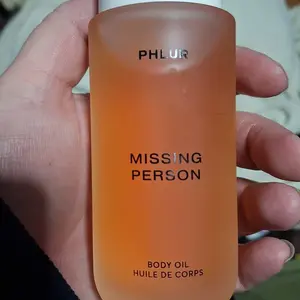 PHLUR
MISSING
PERSON
BODY OIL
HUILE DE CORPS